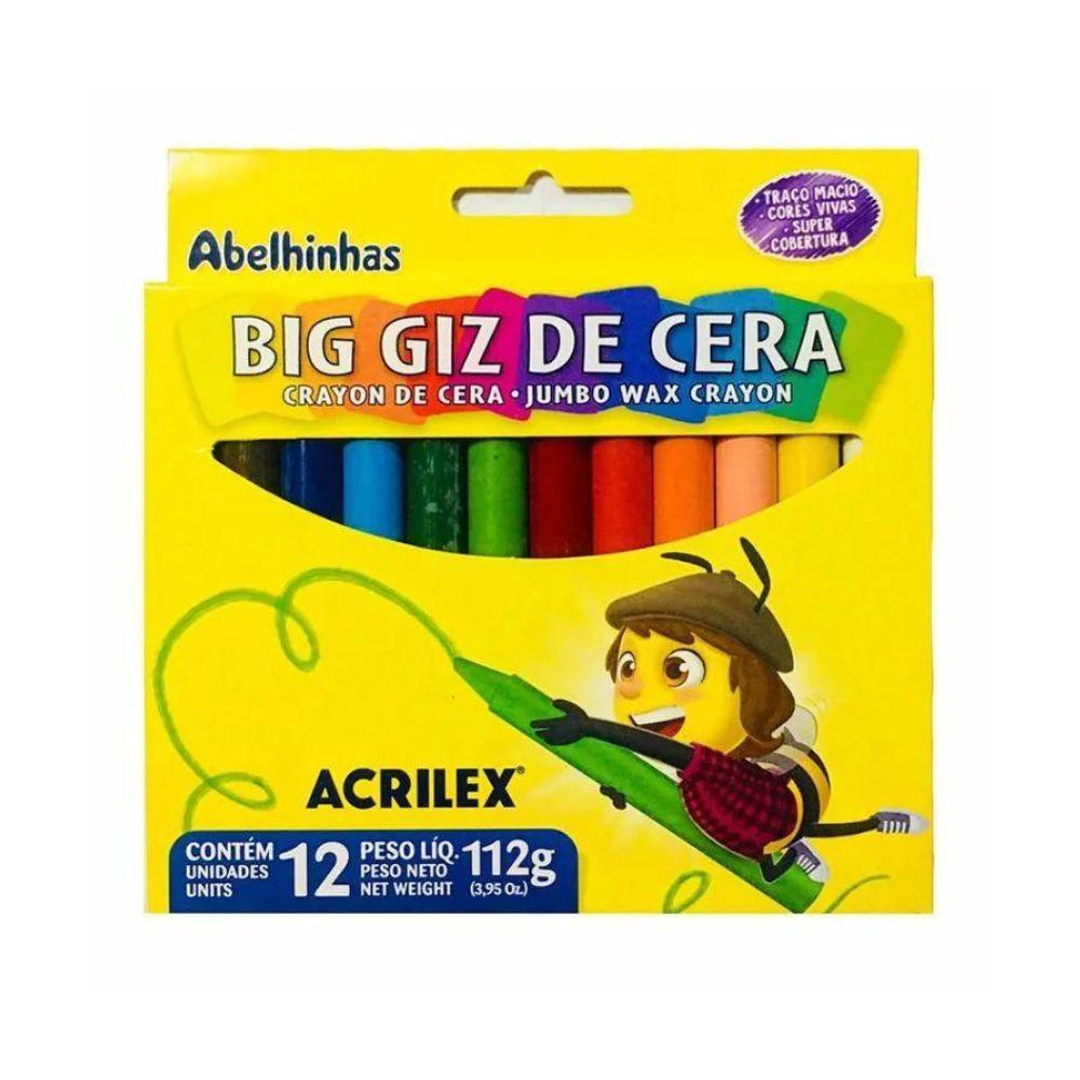 Abelhinhas
• TRAÇO MACIO
• CORES VIVAS
• SUPER
COBERTURA
BIG GIZ DE CERA
CRAYON DE CERA • JUMBO WAX CRAYON
ACRILEX®
CONTÉM
UNIDADES
UNITS
12
PESO LÍQ.
PESO NETO
NET WEIGHT
112g
(3,95 Oz.)